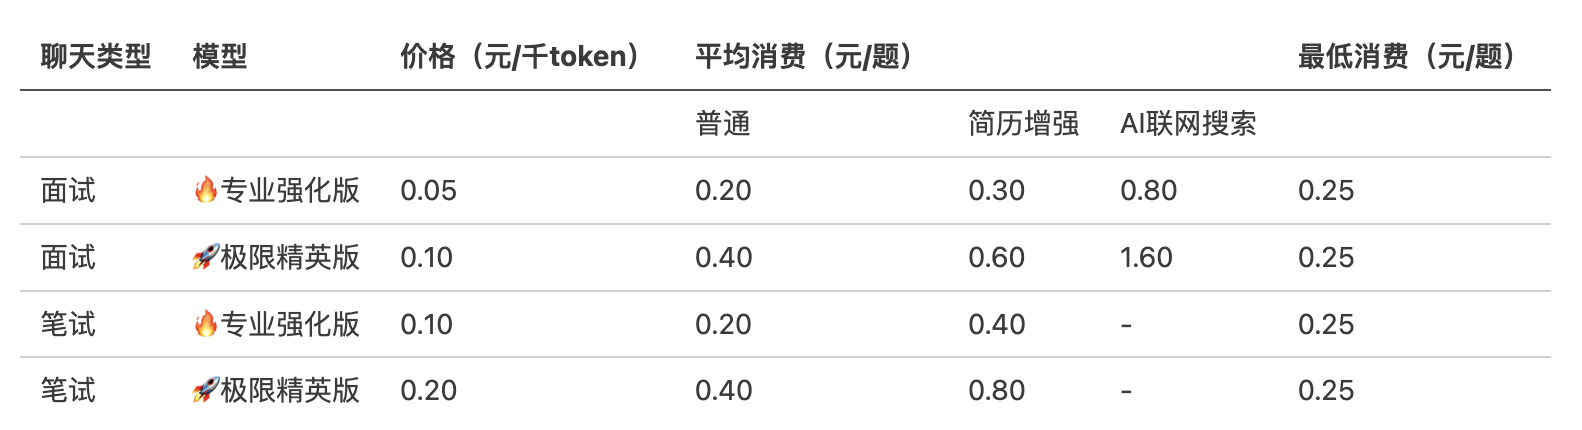 聊天类型 模型 价格（元/千token） 平均消费（元/题） 最低消费（元/题）
普通 简历增强 AI联网搜索
面试 🔥专业强化版 0.05 0.20 0.30 0.80 0.25
面试 🚀极限精英版 0.10 0.40 0.60 1.60 0.25
笔试 🔥专业强化版 0.10 0.20 0.40 - 0.25
笔试 🚀极限精英版 0.20 0.40 0.80 - 0.25